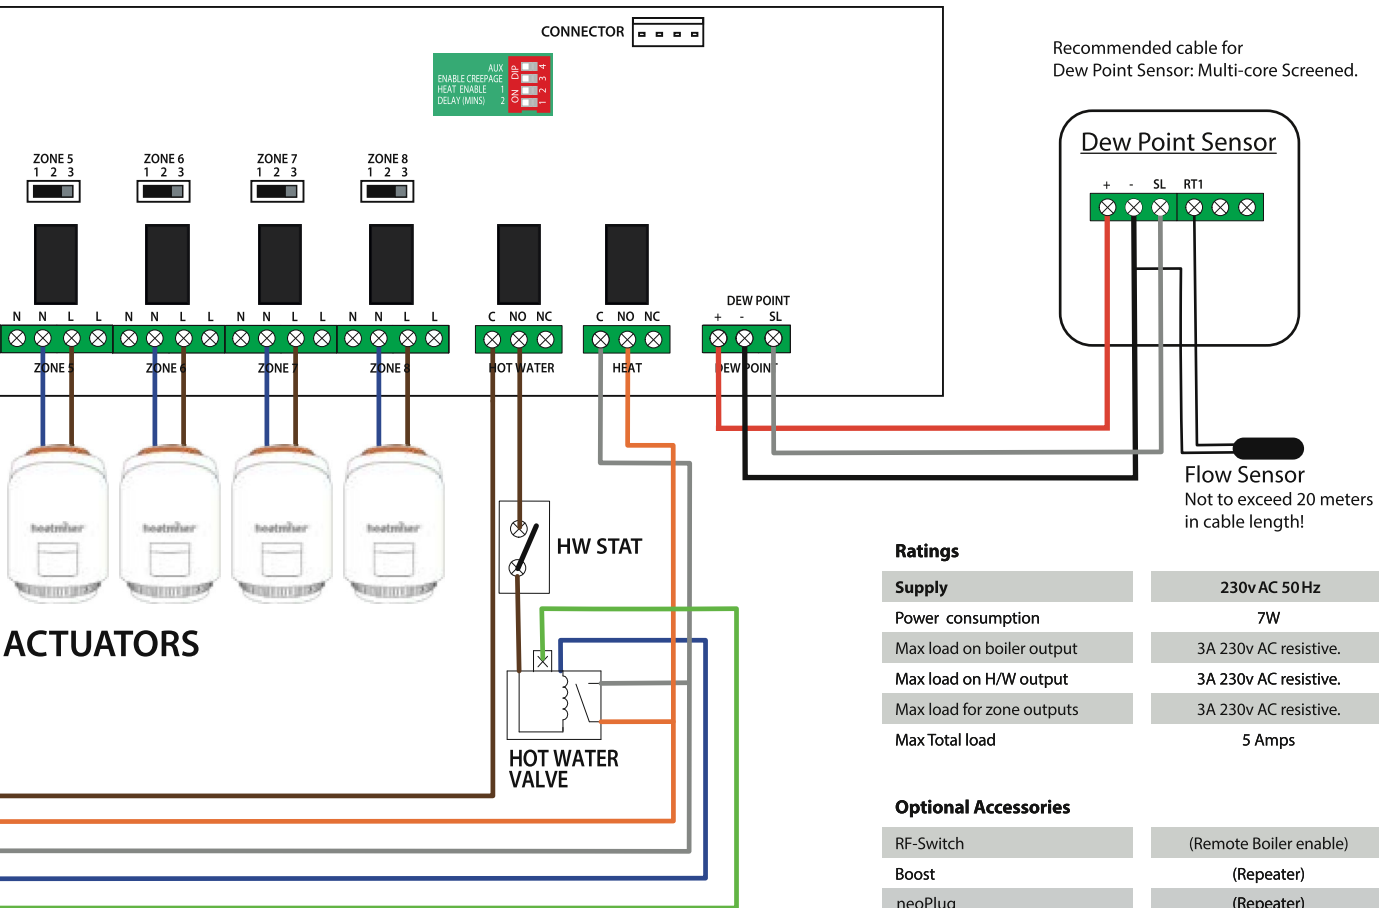 CONNECTOR
AUX
ENABLE CREEPAGE
HEAT ENABLE 1
DELAY (MINS) 2
ON DIP
1 2 3 4
Recommended cable for
Dew Point Sensor: Multi-core Screened.
Dew Point Sensor
+ - SL RT1
ZONE 5 ZONE 6 ZONE 7 ZONE 8
1 2 3 1 2 3 1 2 3 1 2 3
DEW POINT
N N L L N N L L N N L L N N L L C NO NC C NO NC + - SL
ZONE 5 ZONE 6 ZONE 7 ZONE 8 HOT WATER HEAT DEW POINT
heatmiser heatmiser heatmiser heatmiser
Flow Sensor
Not to exceed 20 meters
in cable length!
HW STAT
ACTUATORS
HOT WATER
VALVE
Ratings
Supply 230v AC 50Hz
Power consumption 7W
Max load on boiler output 3A 230v AC resistive.
Max load on H/W output 3A 230v AC resistive.
Max load for zone outputs 3A 230v AC resistive.
Max Total load 5 Amps
Optional Accessories
RF-Switch (Remote Boiler enable)
Boost (Repeater)
neoPlug (Repeater)